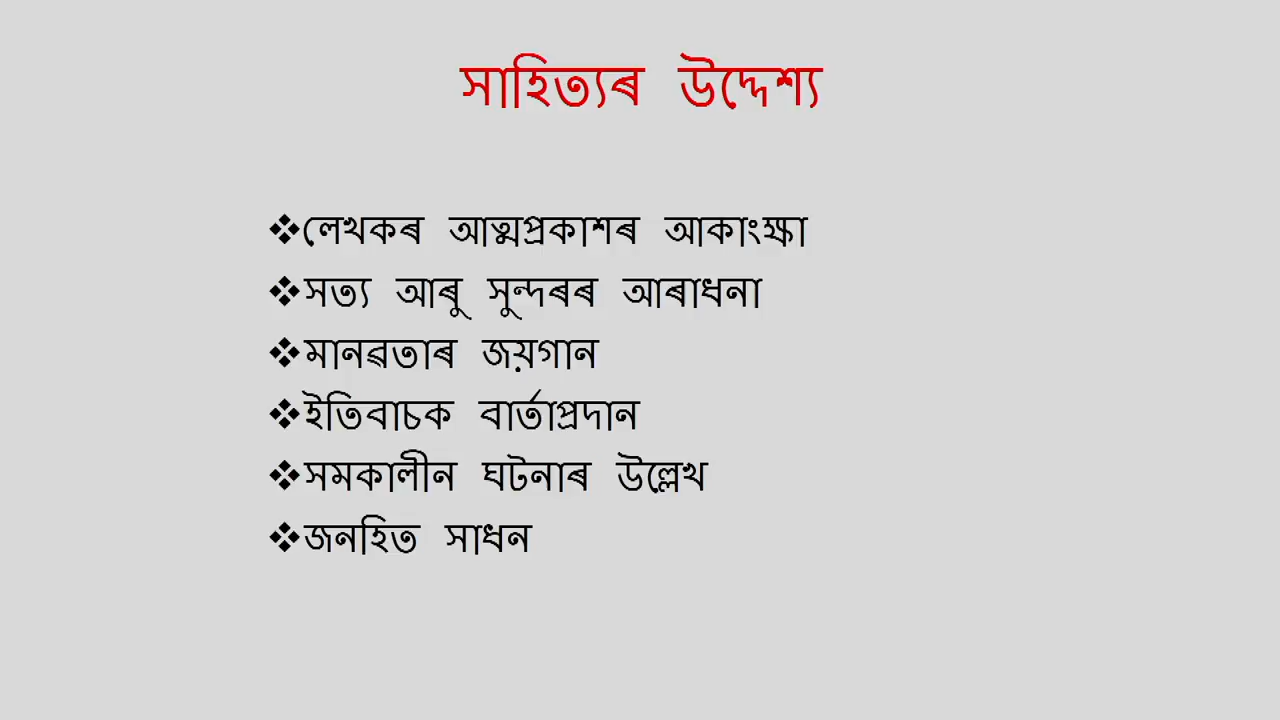 সাহিত্যৰ উদ্দেশ্য
❖লেখকৰ আত্মপ্ৰকাশৰ আকাংক্ষা
❖সত্য আৰু সুন্দৰৰ আৰাধনা
❖মানৱতাৰ জয়গান
❖ইতিবাচক বাৰ্তাপ্ৰদান
❖সমকালীন ঘটনাৰ উল্লেখ
❖জনহিত সাধন